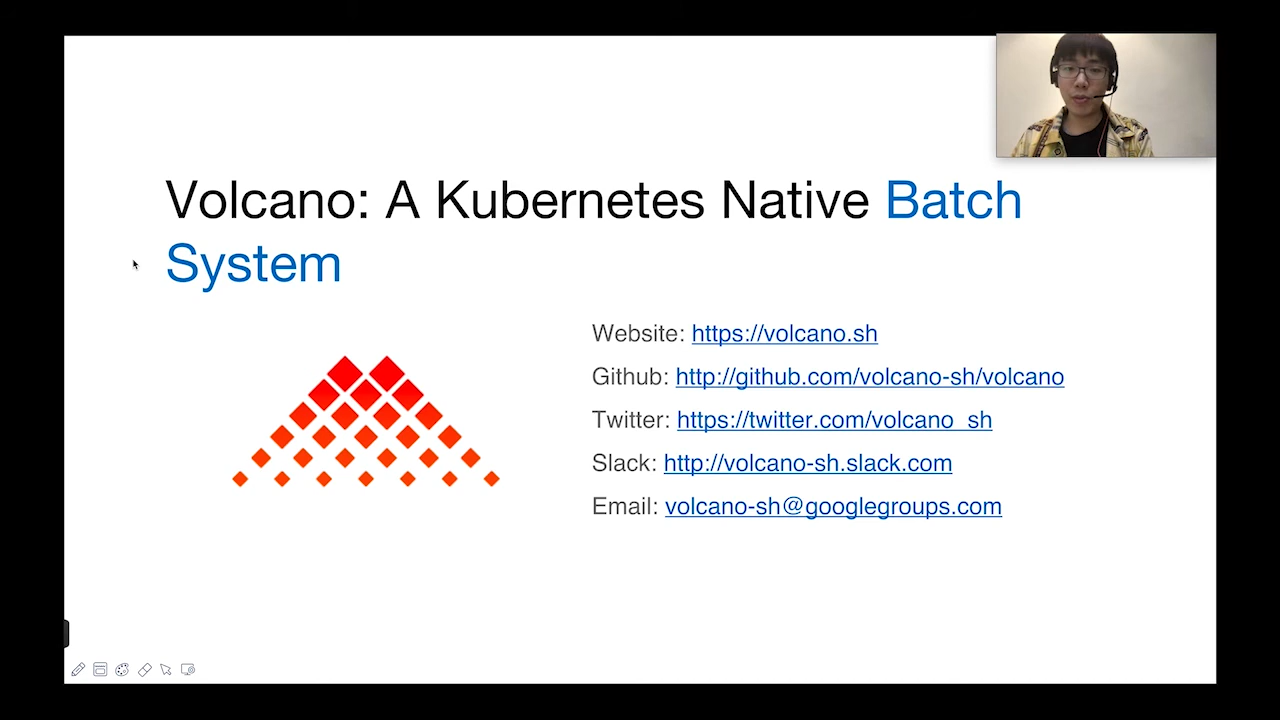 Volcano: A Kubernetes Native Batch
System
Website: https://volcano.sh
Github: http://github.com/volcano-sh/volcano
Twitter: https://twitter.com/volcano_sh
Slack: http://volcano-sh.slack.com
Email: volcano-sh@googlegroups.com